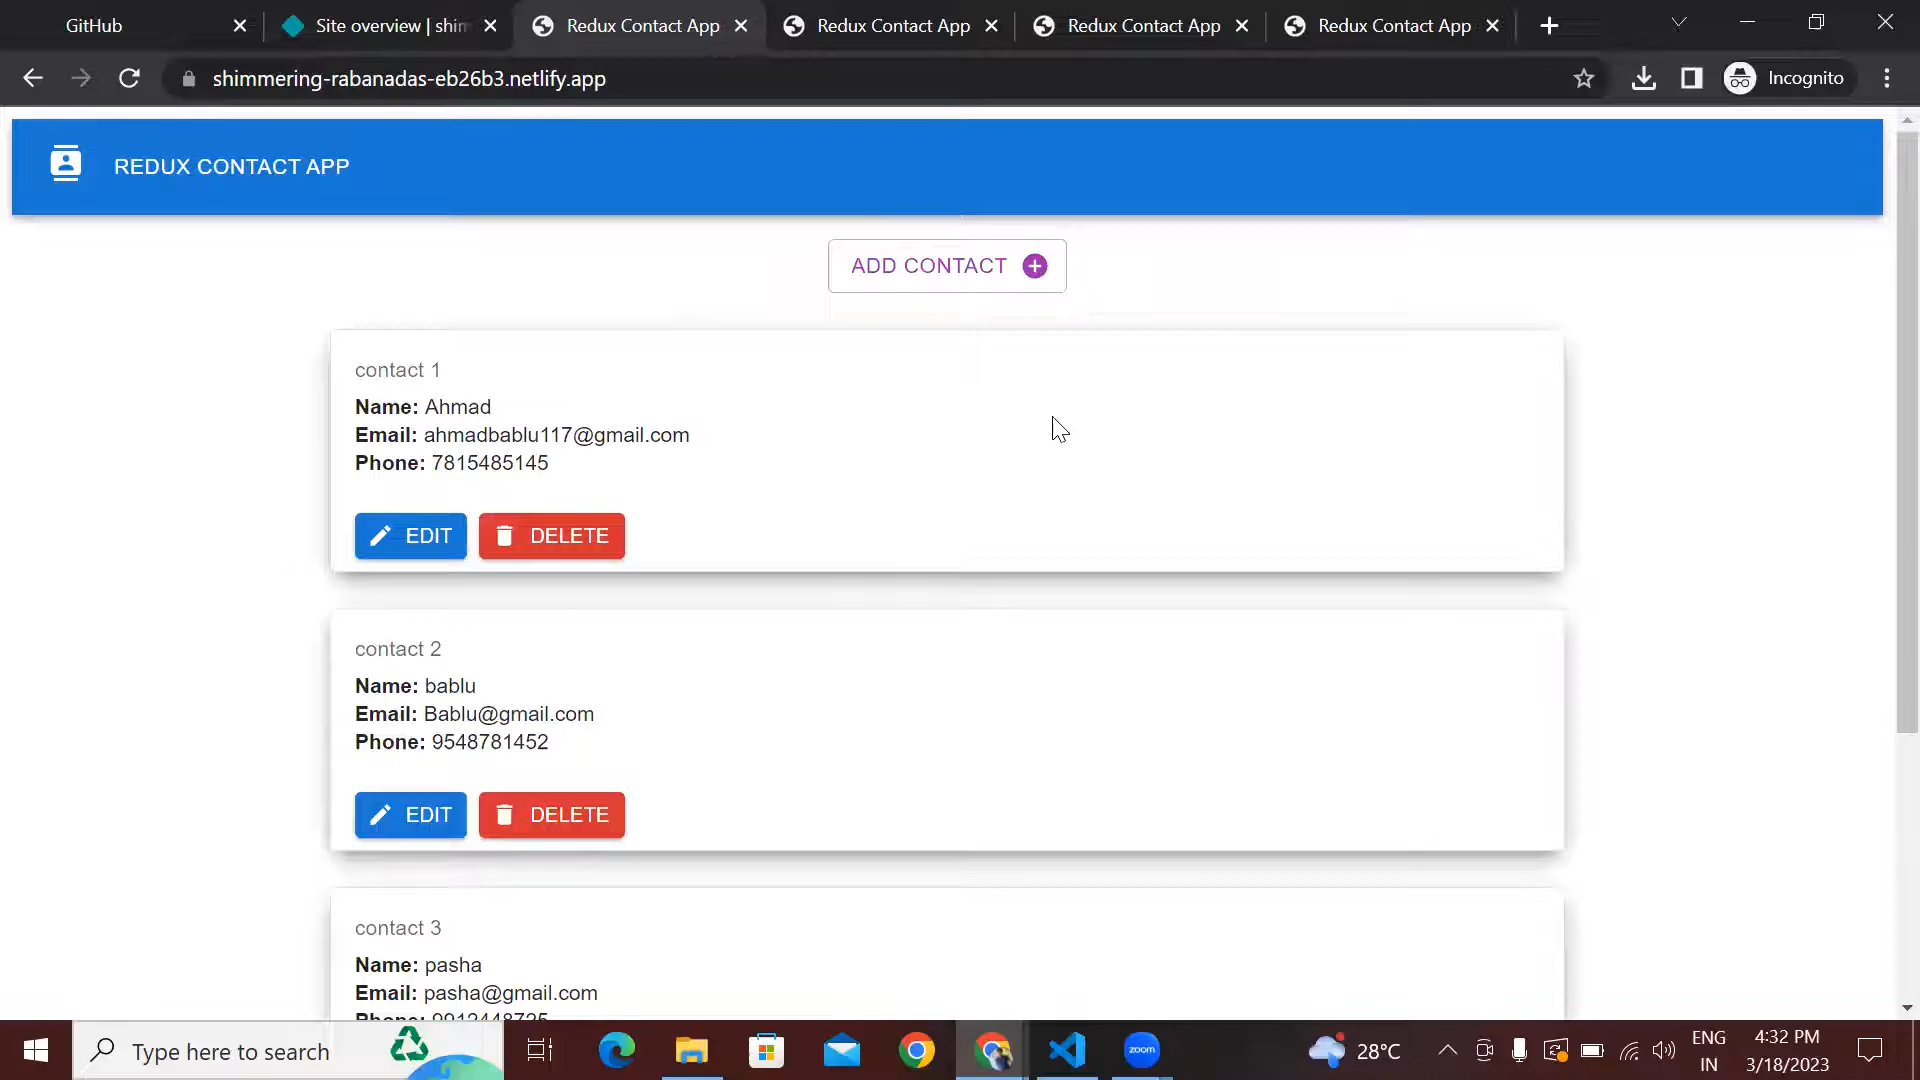 GitHub
Site overview | shim
Redux Contact App
Redux Contact App
Redux Contact App
Redux Contact App
shimmering-rabanadas-eb26b3.netlify.app
Incognito
REDUX CONTACT APP
ADD CONTACT
contact 1
Name: Ahmad
Email: ahmadbablu117@gmail.com
Phone: 7815485145
EDIT
DELETE
contact 2
Name: bablu
Email: Bablu@gmail.com
Phone: 9548781452
EDIT
DELETE
contact 3
Name: pasha
Email: pasha@gmail.com
Phone: 9912448725
Type here to search
zoom
28°C
ENG
IN
4:32 PM
3/18/2023